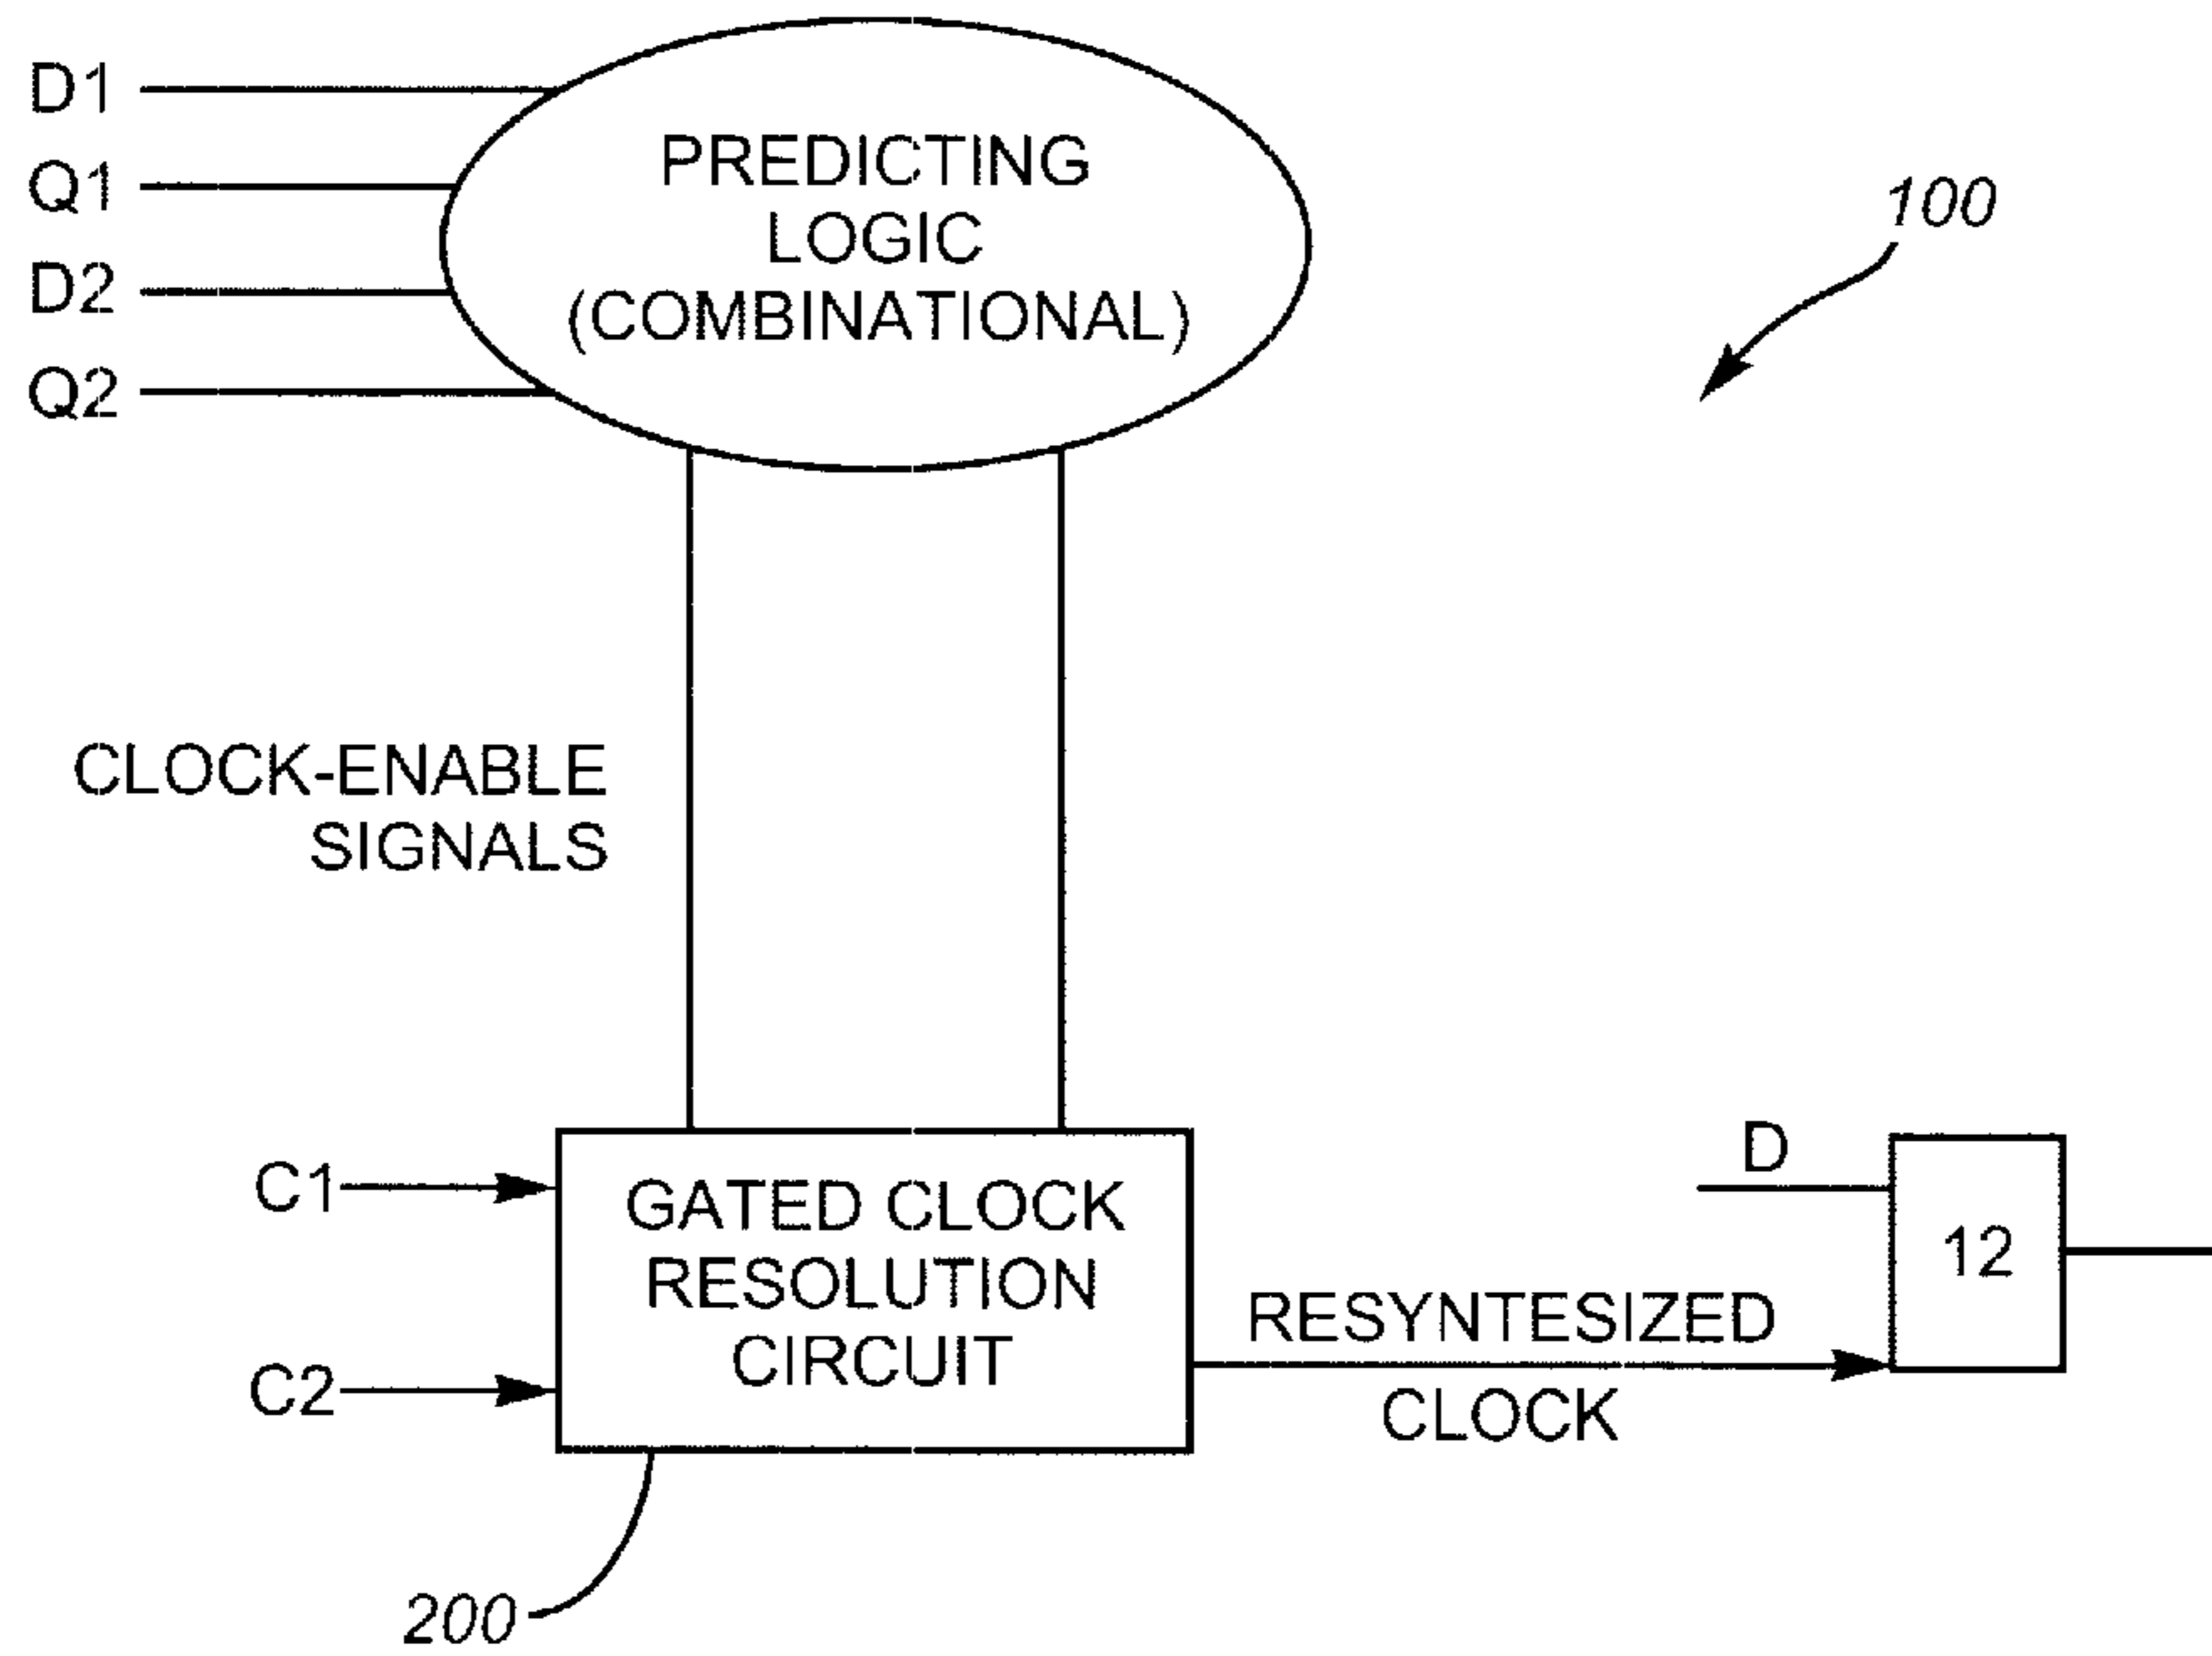 D1
Q1
D2
Q2
PREDICTING
LOGIC
(COMBINATIONAL)
100
CLOCK-ENABLE
SIGNALS
C1
C2
GATED CLOCK
RESOLUTION
CIRCUIT
D
12
RESYNTESIZED
CLOCK
200